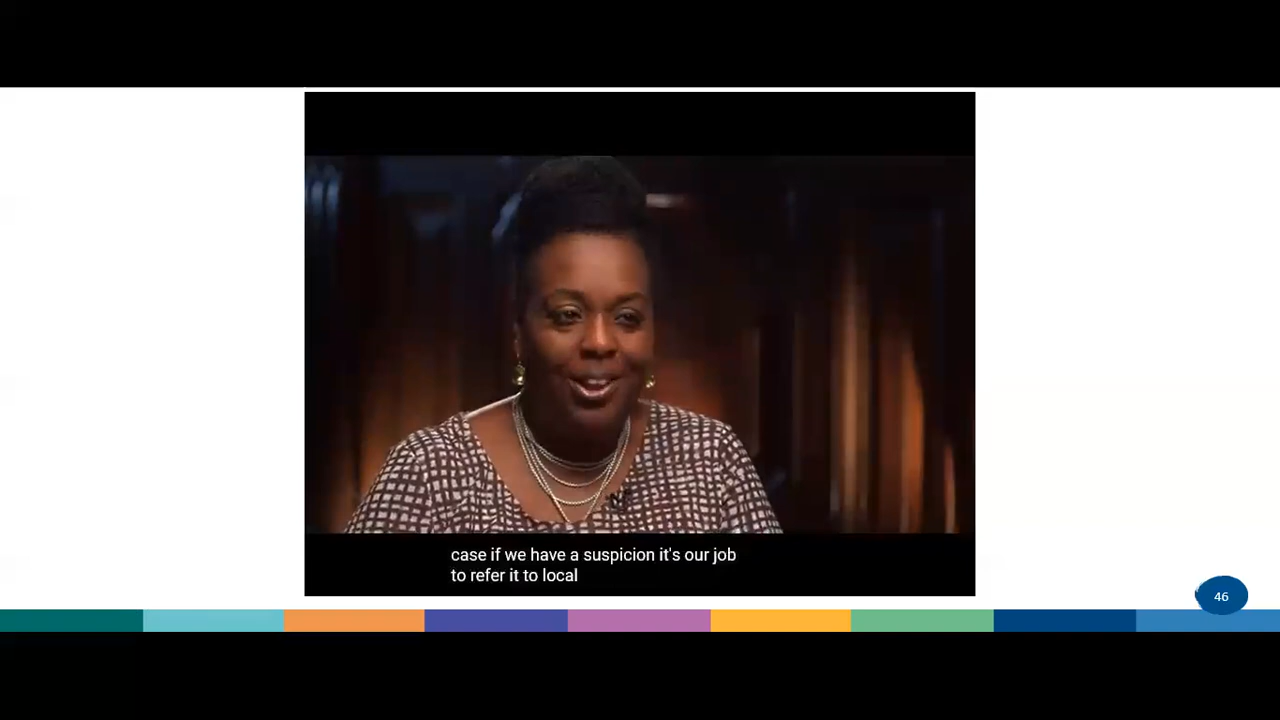 case if we have a suspicion it's our job
to refer it to local
46